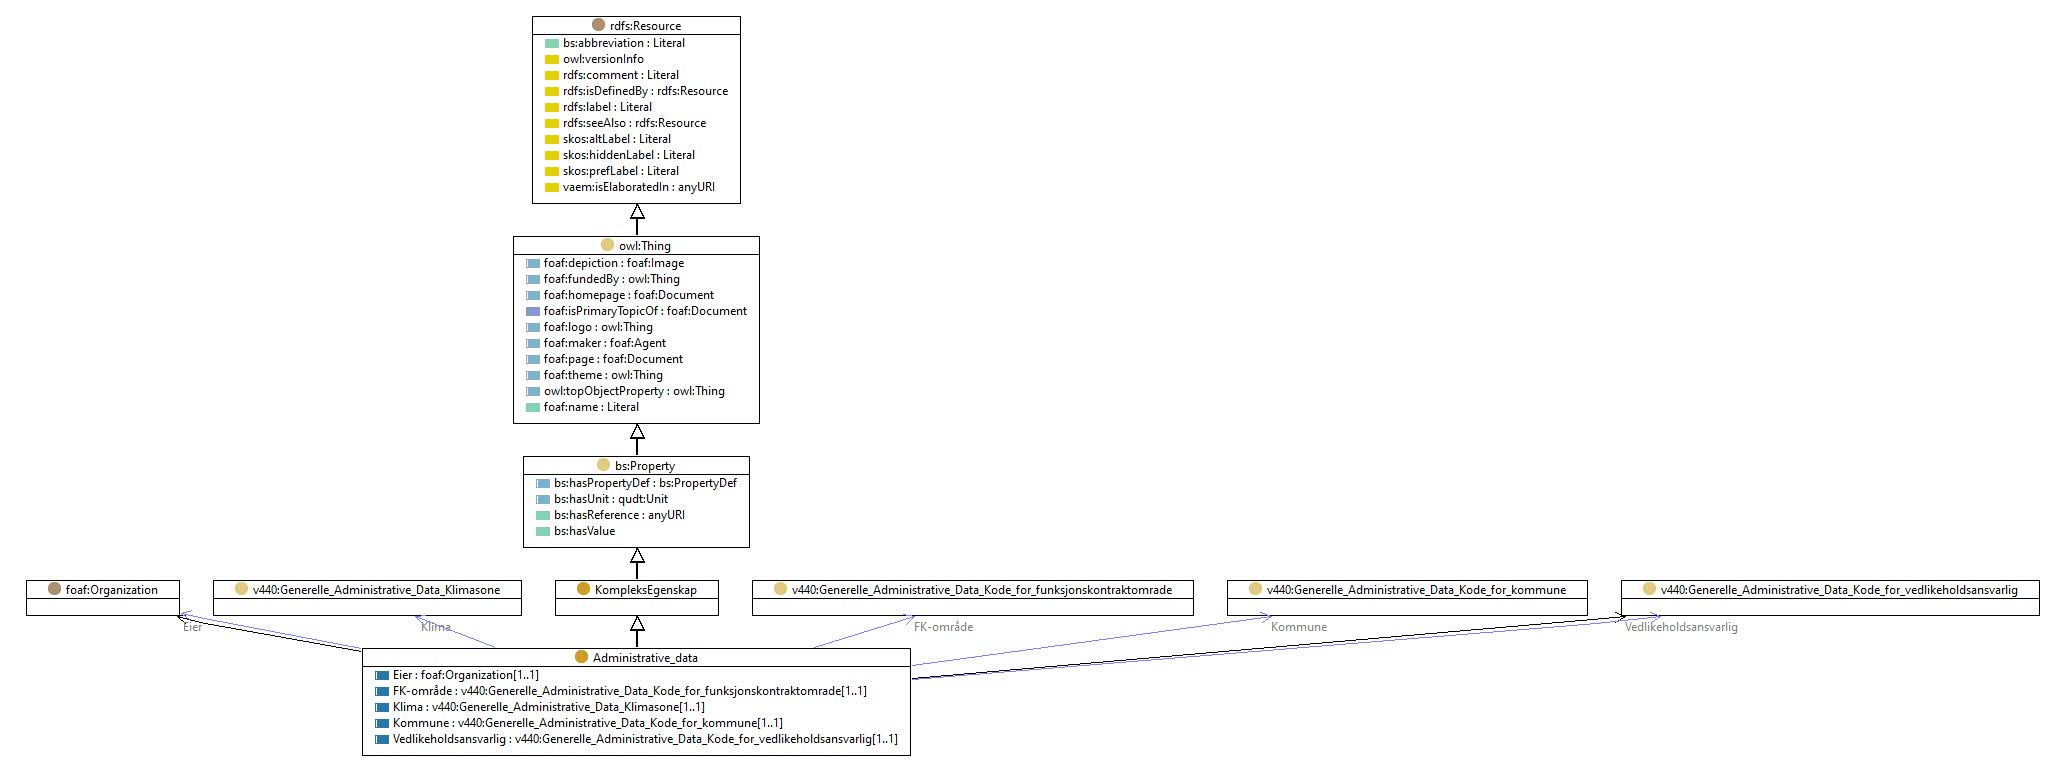 rdfs:Resource
bs:abbreviation : Literal
owl:versionInfo
rdfs:comment : Literal
rdfs:isDefinedBy : rdfs:Resource
rdfs:label : Literal
rdfs:seeAlso : rdfs:Resource
skos:altLabel : Literal
skos:hiddenLabel : Literal
skos:prefLabel : Literal
vaem:isElaboratedIn : anyURI
owl:Thing
foaf:depiction : foaf:Image
foaf:fundedBy : owl:Thing
foaf:homepage : foaf:Document
foaf:isPrimaryTopicOf : foaf:Document
foaf:logo : owl:Thing
foaf:maker : foaf:Agent
foaf:page : foaf:Document
foaf:theme : owl:Thing
owl:topObjectProperty : owl:Thing
foaf:name : Literal
bs:Property
bs:hasPropertyDef : bs:PropertyDef
bs:hasUnit : qudt:Unit
bs:hasReference : anyURI
bs:hasValue
foaf:Organization
v440:Generelle_Administrative_Data_Klimasone
KompleksEgenskap
v440:Generelle_Administrative_Data_Kode_for_funksjonskontraktomrade
v440:Generelle_Administrative_Data_Kode_for_kommune
v440:Generelle_Administrative_Data_Kode_for_vedlikeholdsansvarlig
Eier
Klima
FK-område
Kommune
Vedlikeholdsansvarlig
Administrative_data
Eier : foaf:Organization[1..1]
FK-område : v440:Generelle_Administrative_Data_Kode_for_funksjonskontraktomrade[1..1]
Klima : v440:Generelle_Administrative_Data_Klimasone[1..1]
Kommune : v440:Generelle_Administrative_Data_Kode_for_kommune[1..1]
Vedlikeholdsansvarlig : v440:Generelle_Administrative_Data_Kode_for_vedlikeholdsansvarlig[1..1]